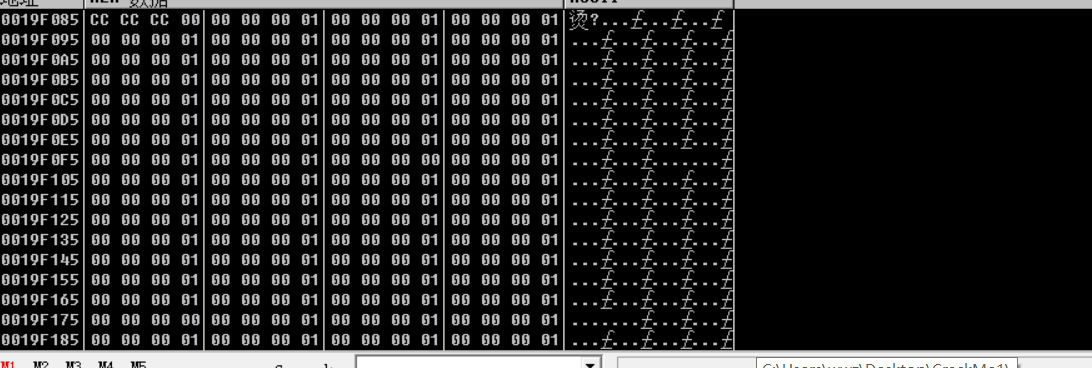 地址 HEX 数据 ASCII
0019F085 CC CC CC 00 00 00 00 01 00 00 00 01 00 00 00 01 烫?...£...£...£
0019F095 00 00 00 01 00 00 00 01 00 00 00 01 00 00 00 01 ...£...£...£...£
0019F0A5 00 00 00 01 00 00 00 01 00 00 00 01 00 00 00 01 ...£...£...£...£
0019F0B5 00 00 00 01 00 00 00 01 00 00 00 01 00 00 00 01 ...£...£...£...£
0019F0C5 00 00 00 01 00 00 00 01 00 00 00 01 00 00 00 01 ...£...£...£...£
0019F0D5 00 00 00 01 00 00 00 01 00 00 00 01 00 00 00 01 ...£...£...£...£
0019F0E5 00 00 00 01 00 00 00 01 00 00 00 01 00 00 00 01 ...£...£...£...£
0019F0F5 00 00 00 01 00 00 00 01 00 00 00 00 00 00 00 01 ...£...£.......£
0019F105 00 00 00 01 00 00 00 01 00 00 00 01 00 00 00 01 ...£...£...£...£
0019F115 00 00 00 01 00 00 00 01 00 00 00 01 00 00 00 01 ...£...£...£...£
0019F125 00 00 00 01 00 00 00 01 00 00 00 01 00 00 00 01 ...£...£...£...£
0019F135 00 00 00 01 00 00 00 01 00 00 00 01 00 00 00 01 ...£...£...£...£
0019F145 00 00 00 01 00 00 00 01 00 00 00 01 00 00 00 01 ...£...£...£...£
0019F155 00 00 00 01 00 00 00 01 00 00 00 01 00 00 00 01 ...£...£...£...£
0019F165 00 00 00 01 00 00 00 01 00 00 00 01 00 00 00 01 ...£...£...£...£
0019F175 00 00 00 00 00 00 00 01 00 00 00 01 00 00 00 01 .......£...£...£
0019F185 00 00 00 01 00 00 00 01 00 00 00 01 00 00 00 01 ...£...£...£...£
M1 M2 M3 M4 M5